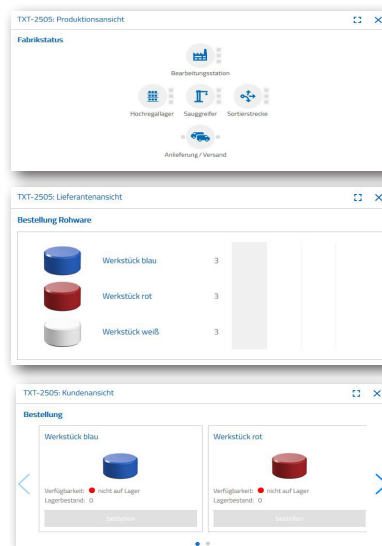 TXT-2505: Produktionsansicht
Fabrikstatus
Bearbeitungsstation
Hochregallager Sauggreifer Sortierstrecke
Anlieferung / Versand
TXT-2505: Lieferantenansicht
Bestellung Rohware
Werkstück blau 3
Werkstück rot 3
Werkstück weiß 3
TXT-2505: Kundenansicht
Bestellung
Werkstück blau Werkstück rot
Verfügbarkeit: nicht auf Lager Verfügbarkeit: nicht auf Lager
Lagerbestand: 0 Lagerbestand: 0
bestellen bestellen